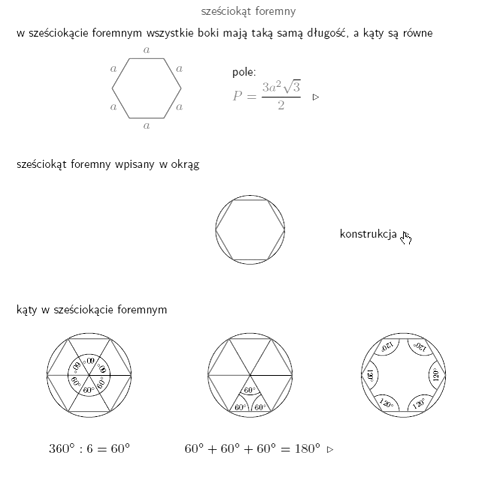 sześciokąt foremny
w sześciokącie foremnym wszystkie boki mają taką samą długość, a kąty są równe
a
a a
pole:
P = 3a²√3 / 2 ▷
a a
a
sześciokąt foremny wpisany w okrąg
konstrukcja
kąty w sześciokącie foremnym
60° 60° 60° 60° 60° 60°
60° 60° 60°
120° 120° 120° 120° 120° 120°
360° : 6 = 60°
60° + 60° + 60° = 180° ▷